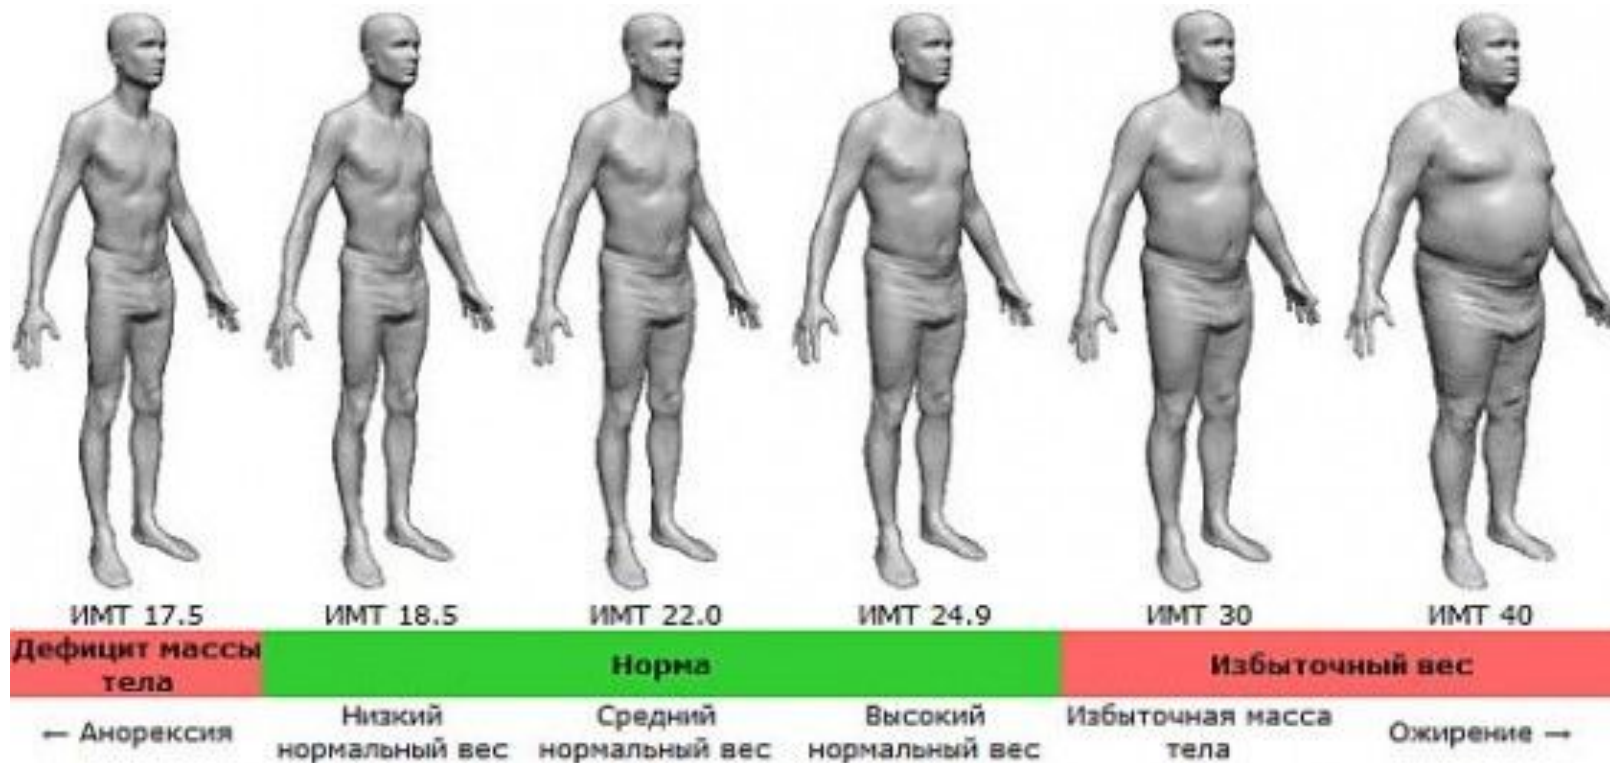 ИМТ 17.5 ИМТ 18.5 ИМТ 22.0 ИМТ 24.9 ИМТ 30 ИМТ 40
Дефицит массы
тела
Норма
Избыточный вес
← Анорексия
Низкий
нормальный вес
Средний
нормальный вес
Высокий
нормальный вес
Избыточная масса
тела
Ожирение →